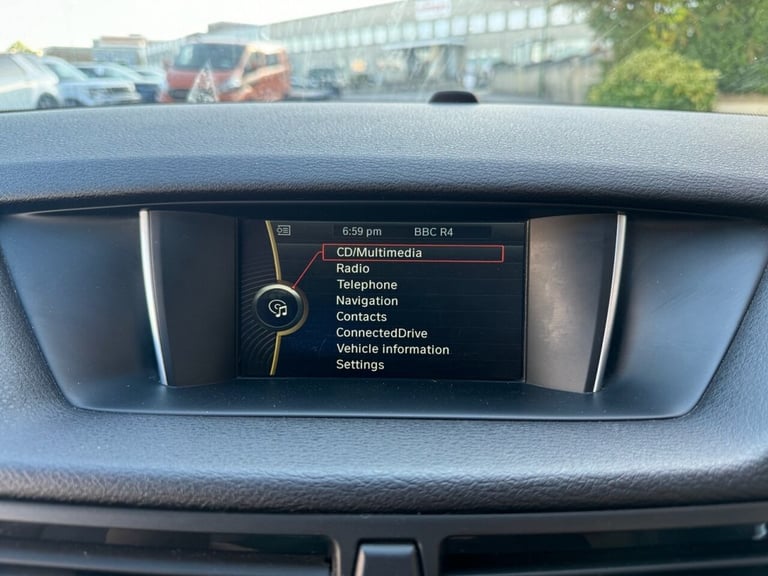 6:59 pm BBC R4
CD/Multimedia
Radio
Telephone
Navigation
Contacts
ConnectedDrive
Vehicle information
Settings